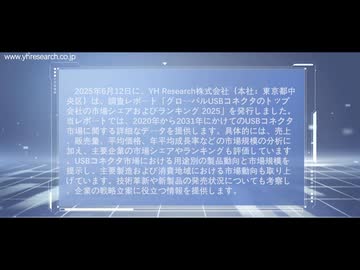 www.yhresearch.co.jp
2025年6月12日に、YH Research株式会社（本社：東京都中
央区）は、調査レポート「グローバルUSBコネクタのトップ
会社の市場シェアおよびランキング 2025」を発行しました。
当レポートでは、2020年から2031年にかけてのUSBコネクタ
市場に関する詳細なデータを提供します。具体的には、売上
、販売量、平均価格、年平均成長率などの市場規模の分析に
加え、主要企業の市場シェアやランキングも評価しています
。USBコネクタ市場における用途別の製品動向と市場規模を
提示し、主要製造および消費地域における市場動向も取り上
げています。技術革新や新製品の発売状況についても考察し
、企業の戦略立案に役立つ情報を提供します。